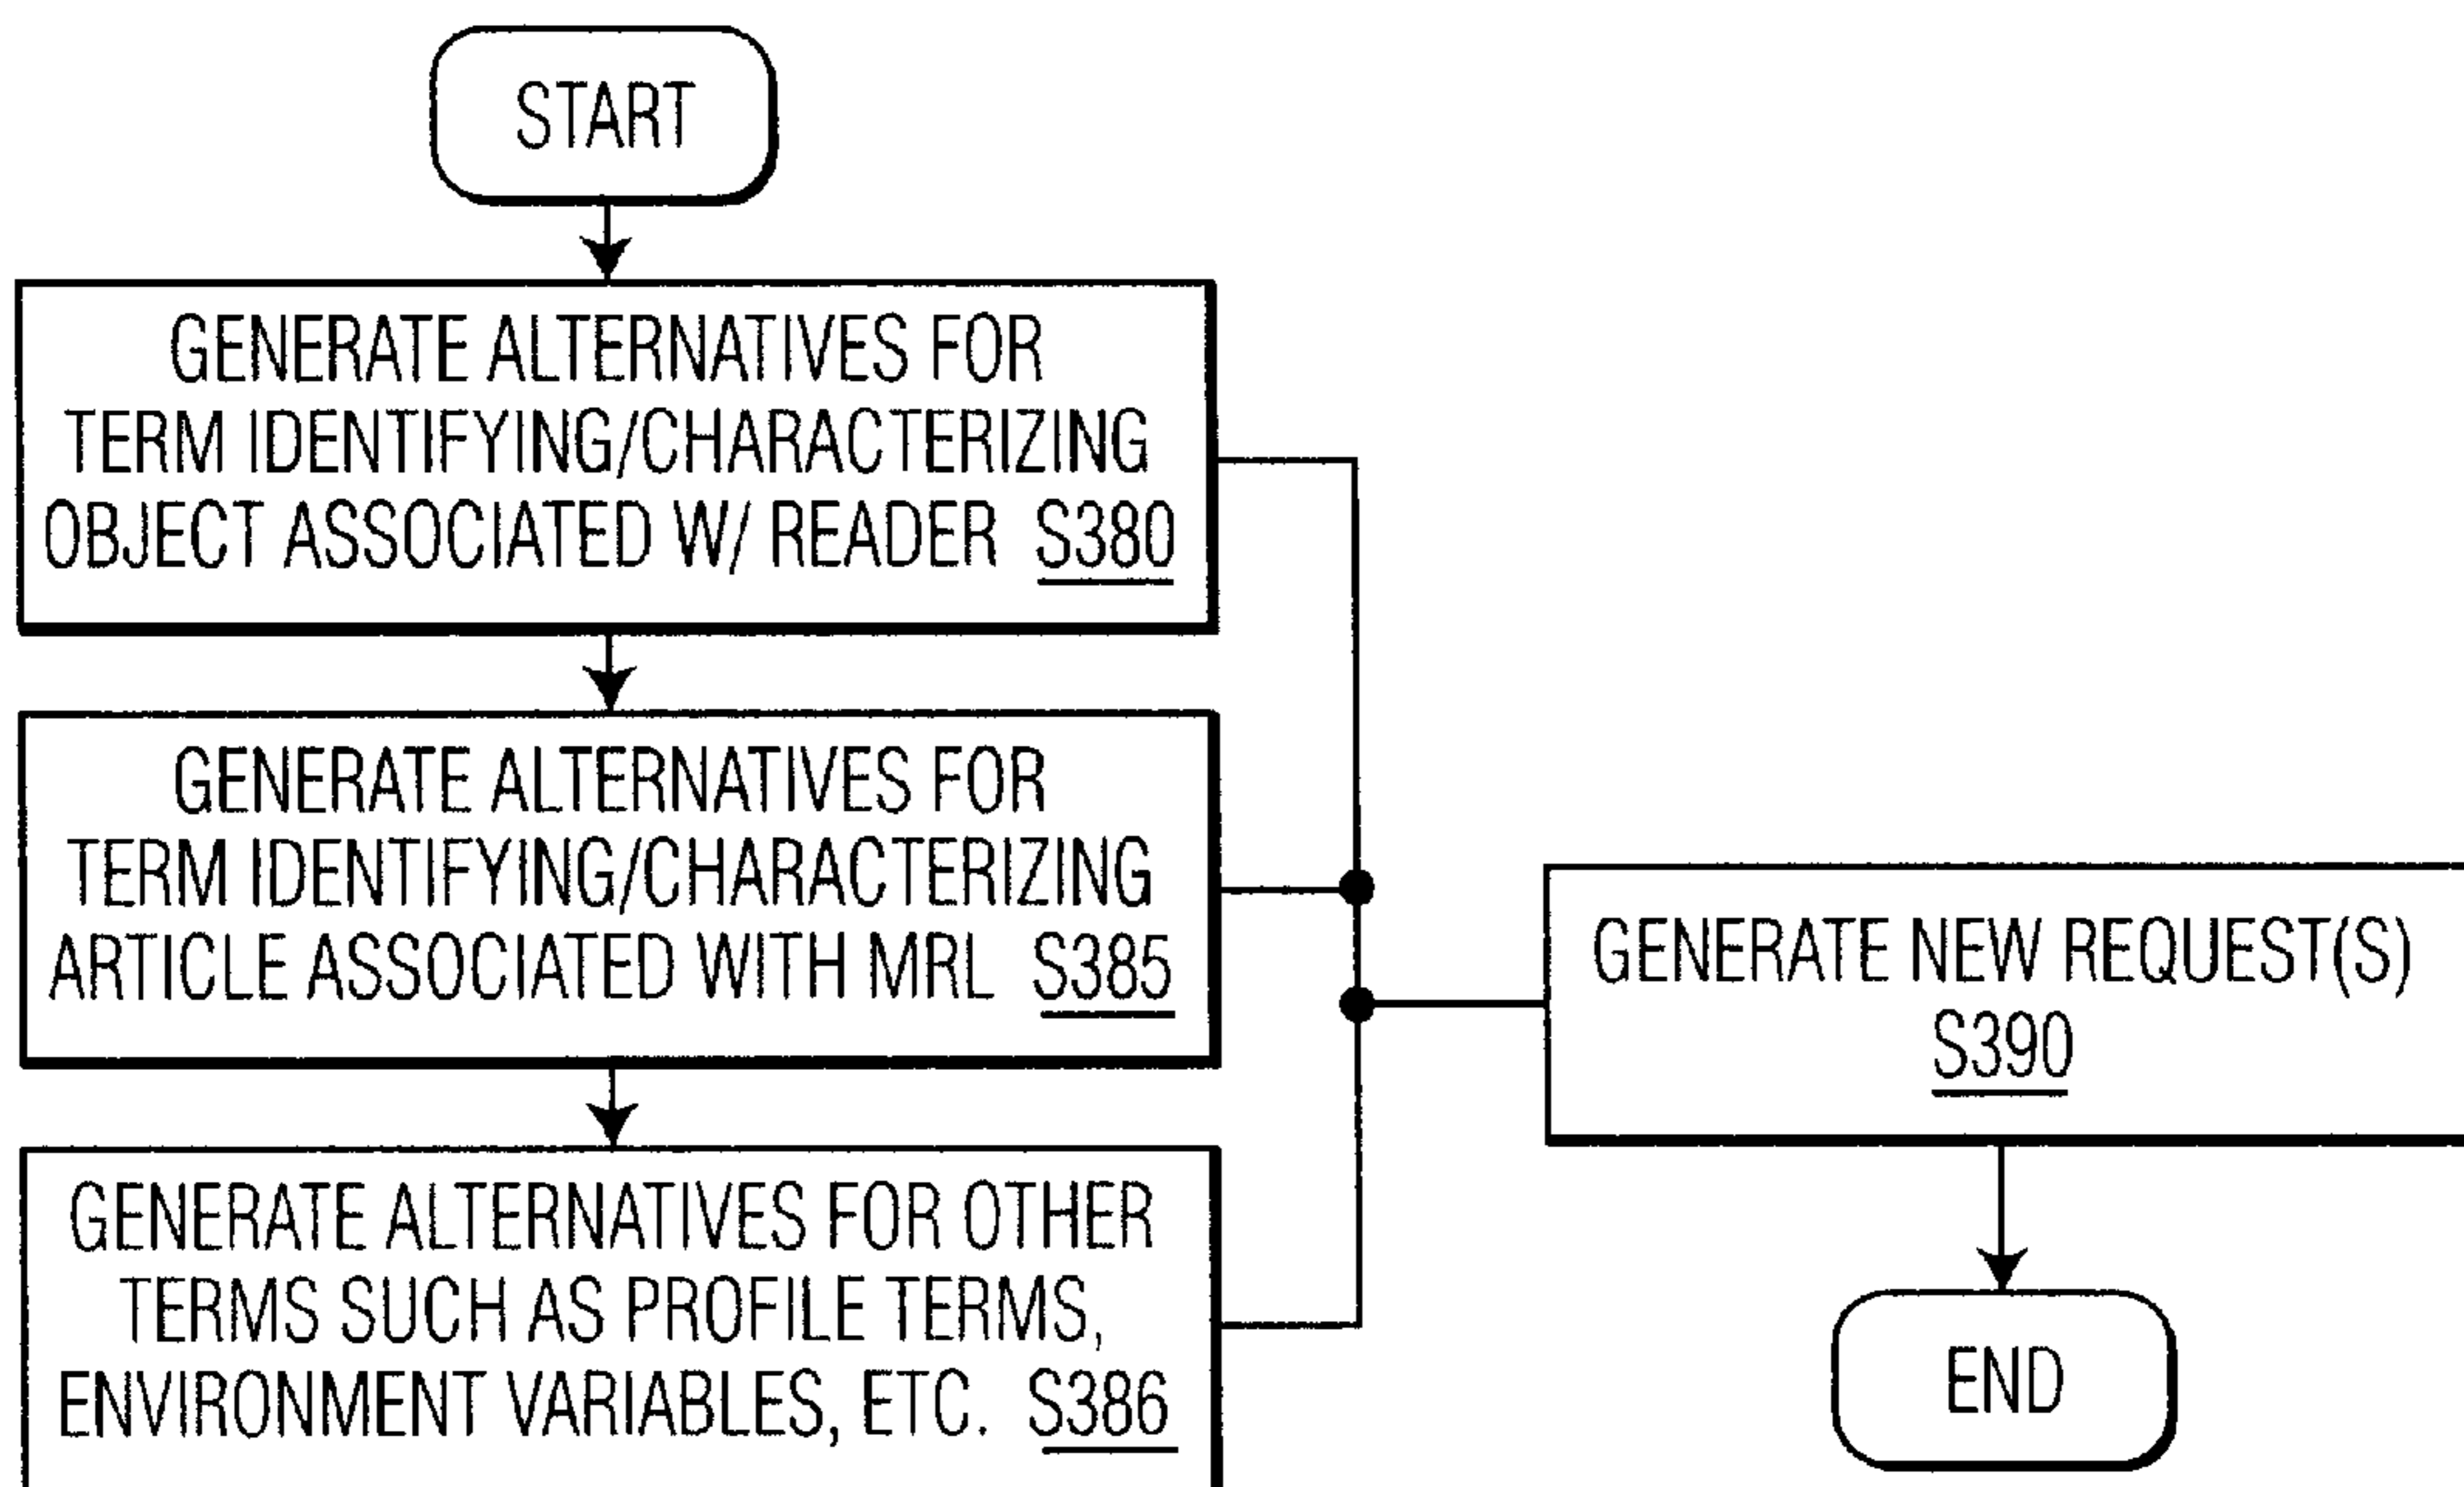 START
GENERATE ALTERNATIVES FOR
TERM IDENTIFYING/CHARACTERIZING
OBJECT ASSOCIATED W/ READER S380
GENERATE ALTERNATIVES FOR
TERM IDENTIFYING/CHARACTERIZING
ARTICLE ASSOCIATED WITH MRL S385
GENERATE ALTERNATIVES FOR OTHER
TERMS SUCH AS PROFILE TERMS,
ENVIRONMENT VARIABLES, ETC. S386
GENERATE NEW REQUEST(S)
S390
END